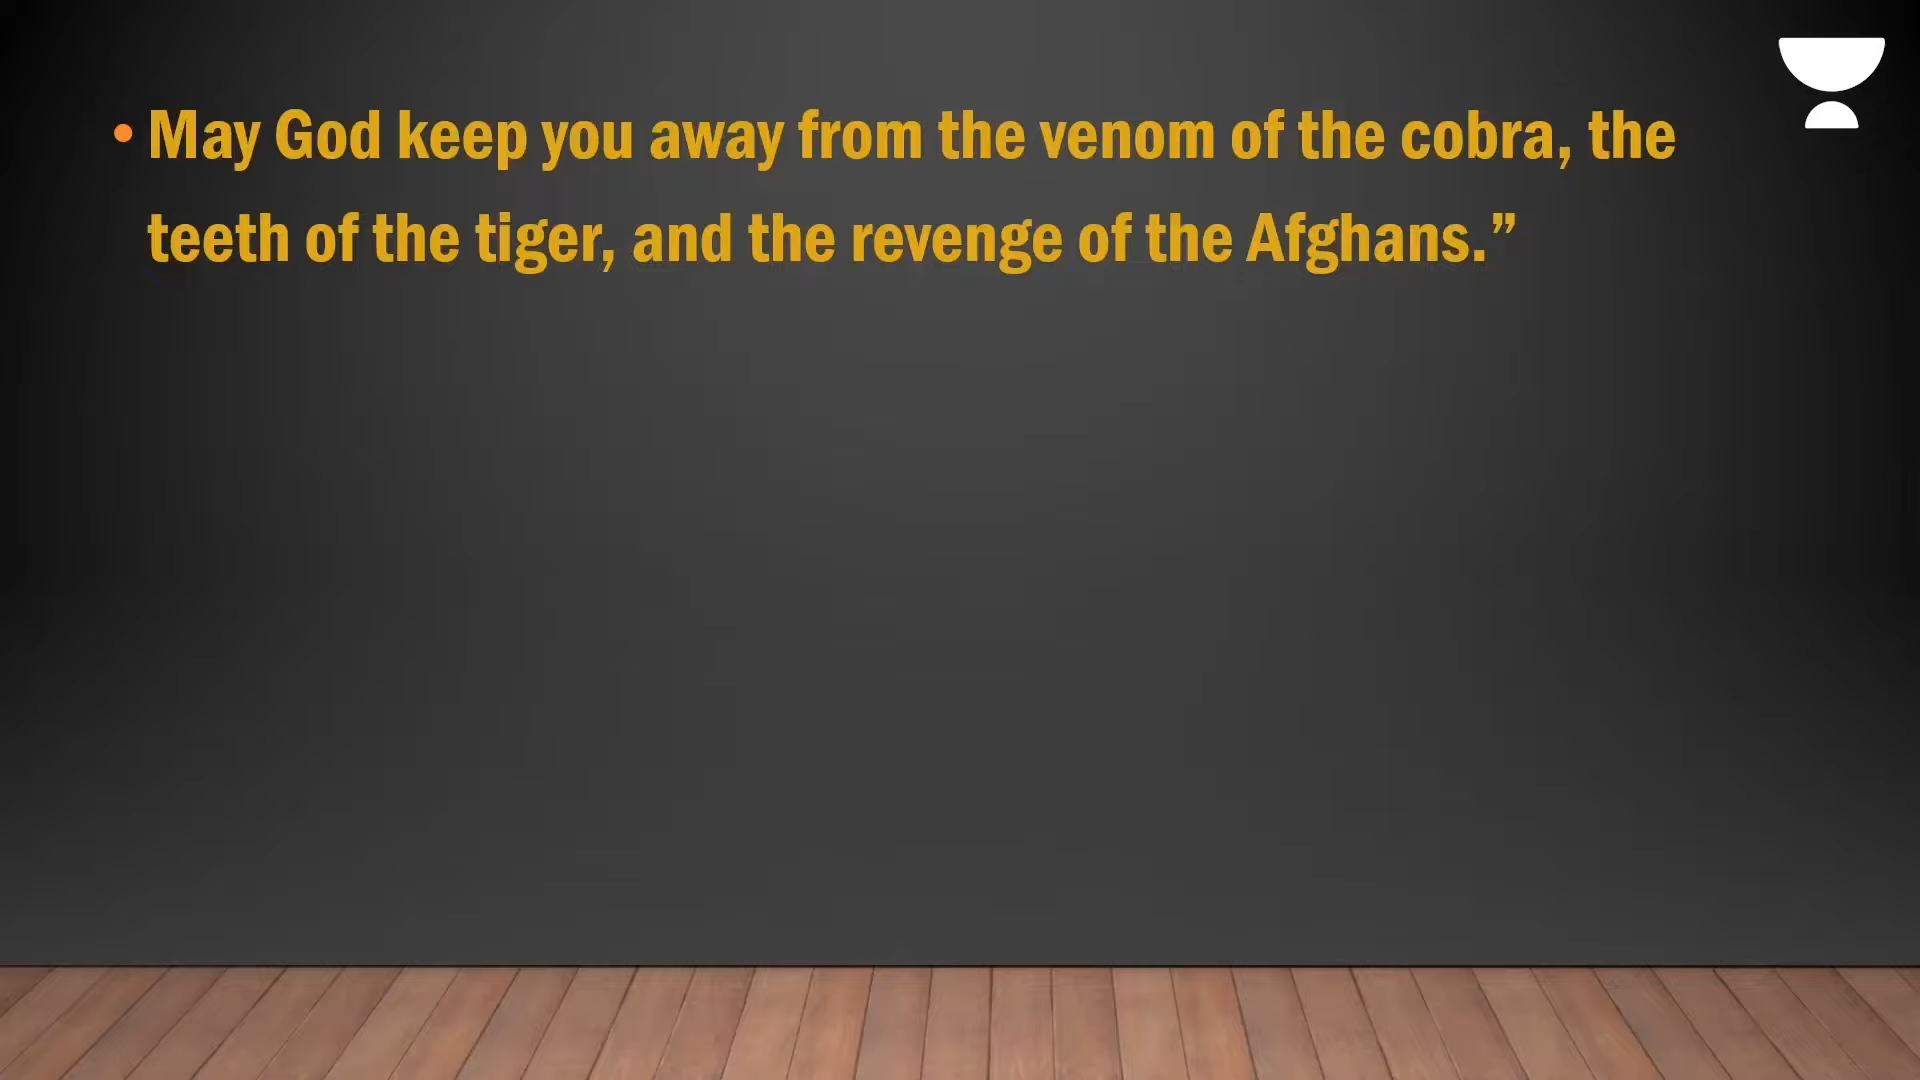 • May God keep you away from the venom of the cobra, the
teeth of the tiger, and the revenge of the Afghans.”